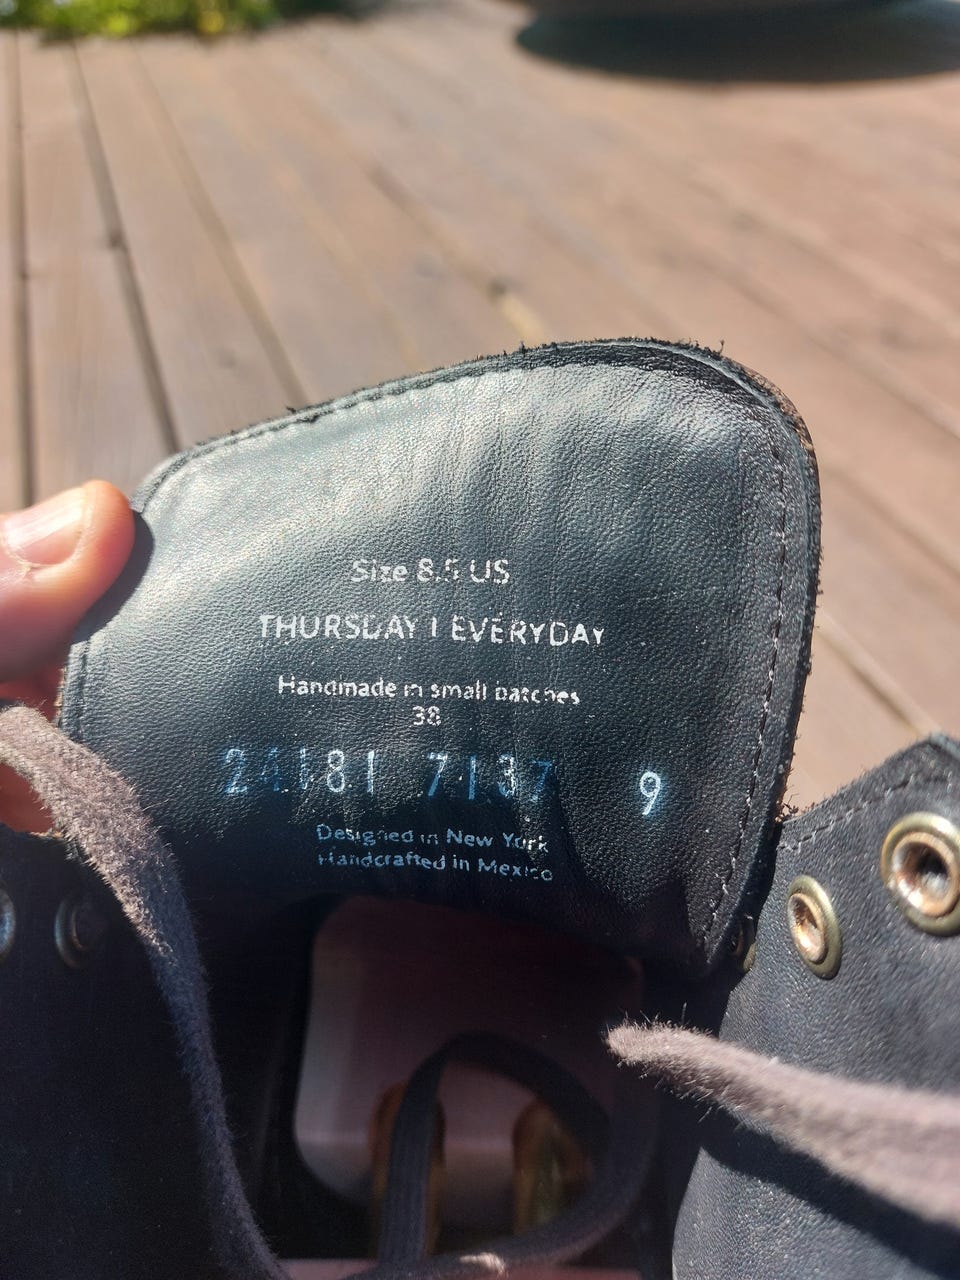 Size 8.5 US
THURSDAY | EVERYDAY
Handmade in small batches
38
24181 7137 9
Designed in New York
Handcrafted in Mexico